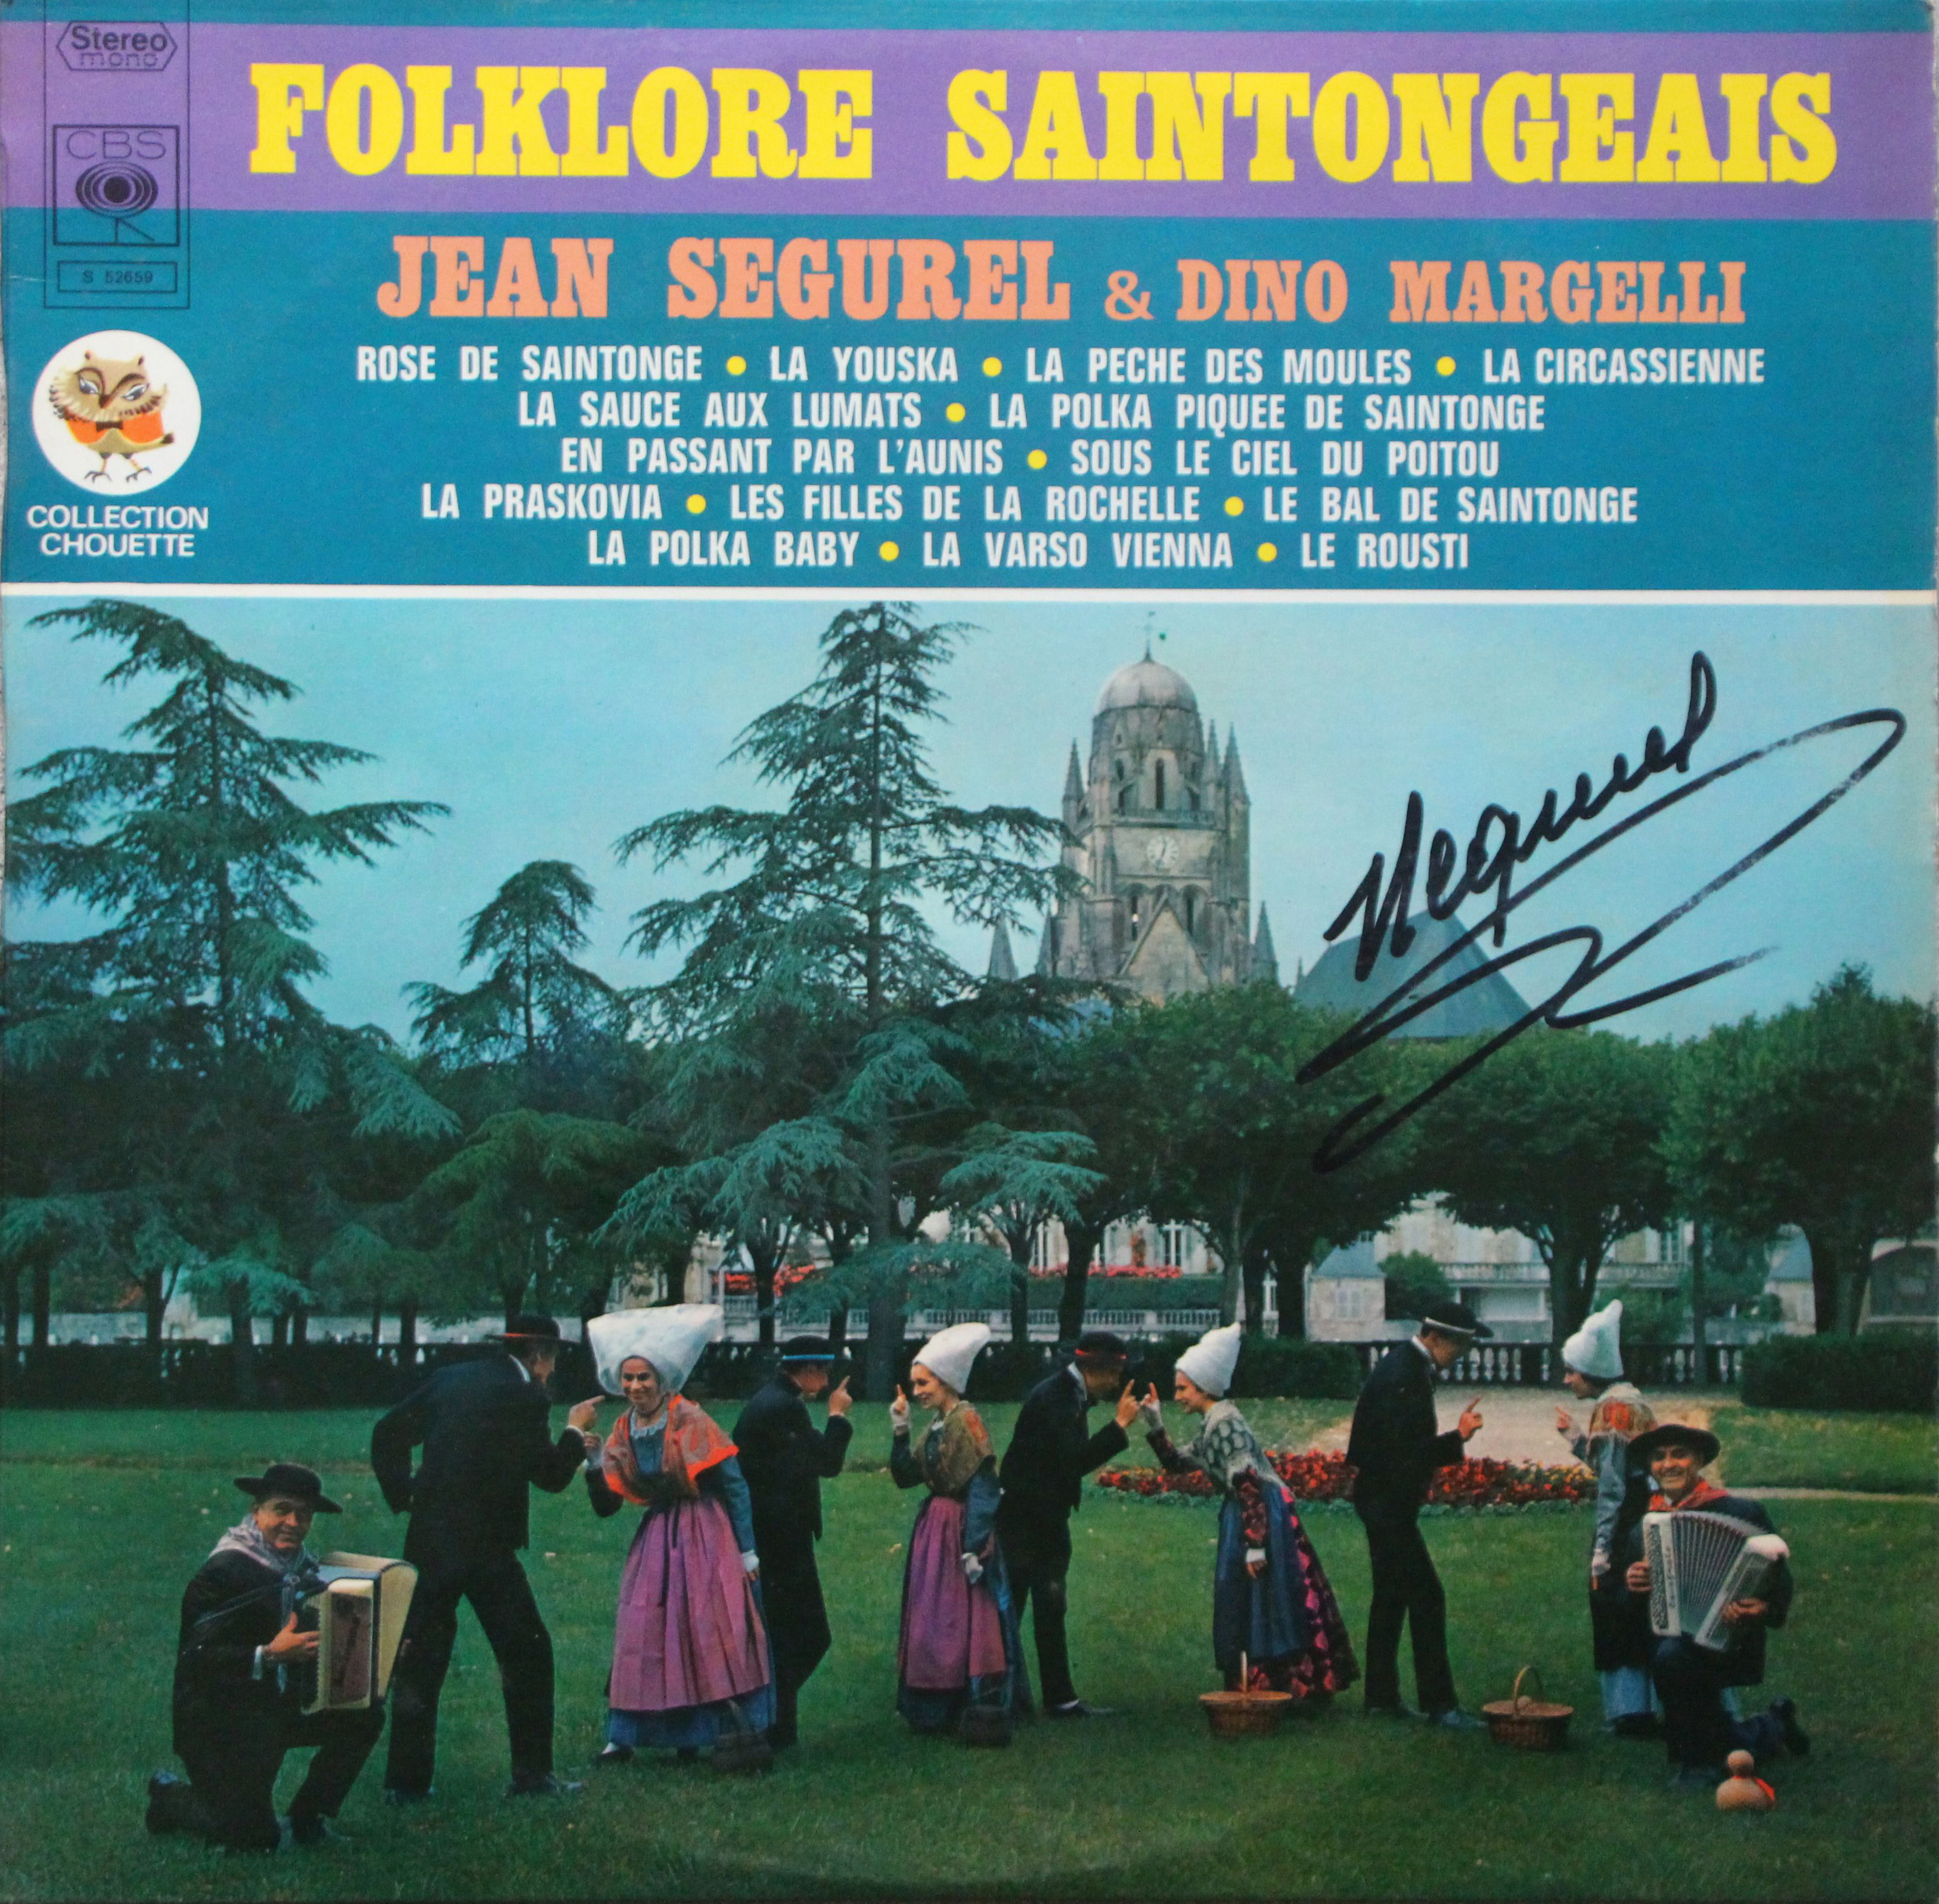 Stereo
mono
CBS
S 52659
FOLKLORE SAINTONGEAIS
JEAN SEGUREL & DINO MARGELLI
ROSE DE SAINTONGE • LA YOUSKA • LA PECHE DES MOULES • LA CIRCASSIENNE
LA SAUCE AUX LUMATS • LA POLKA PIQUEE DE SAINTONGE
EN PASSANT PAR L'AUNIS • SOUS LE CIEL DU POITOU
LA PRASKOVIA • LES FILLES DE LA ROCHELLE • LE BAL DE SAINTONGE
LA POLKA BABY • LA VARSO VIENNA • LE ROUSTI
COLLECTION
CHOUETTE
Segurel